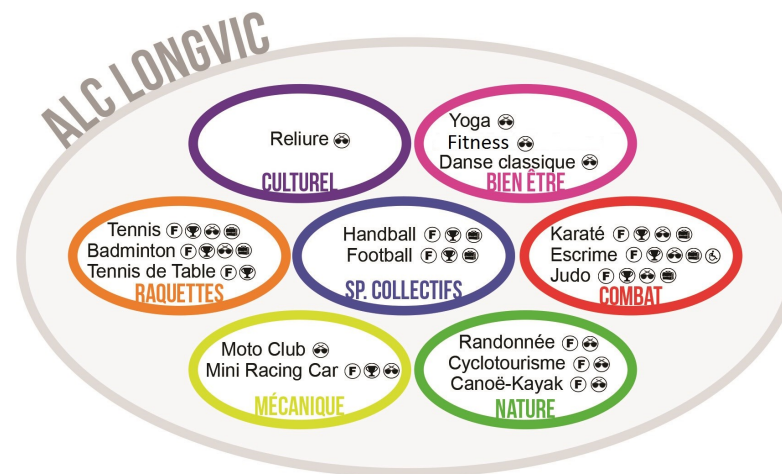 ALC LONGVIC
Reliure
CULTUREL
Yoga
Fitness
Danse classique
BIEN ÊTRE
Tennis F
Badminton F
Tennis de Table F
RAQUETTES
Handball F
Football F
SP. COLLECTIFS
Karaté F
Escrime F
Judo F
COMBAT
Moto Club
Mini Racing Car F
MÉCANIQUE
Randonnée F
Cyclotourisme F
Canoë-Kayak F
NATURE